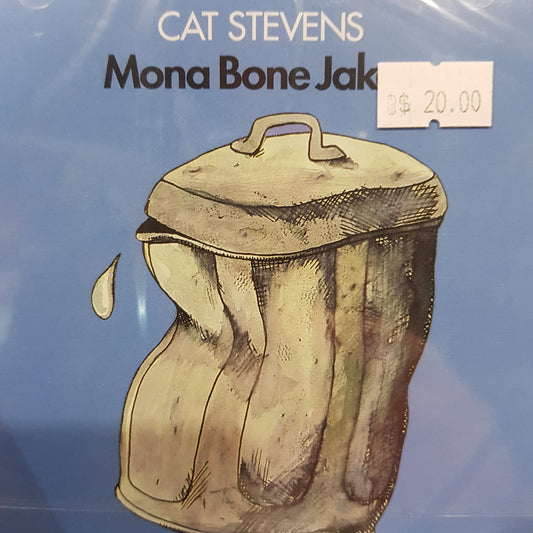 CAT STEVENS
Mona Bone Jak
B$ 20.00